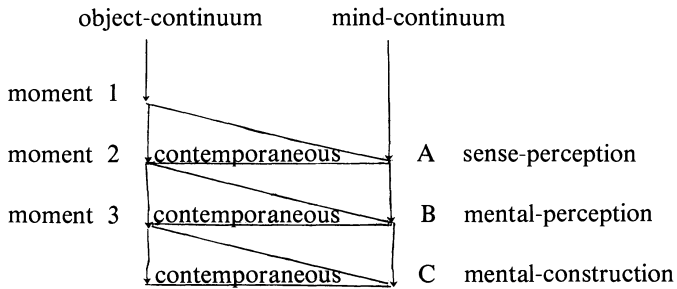 object-continuum mind-continuum
moment 1
moment 2 contemporaneous A sense-perception
moment 3 contemporaneous B mental-perception
contemporaneous C mental-construction